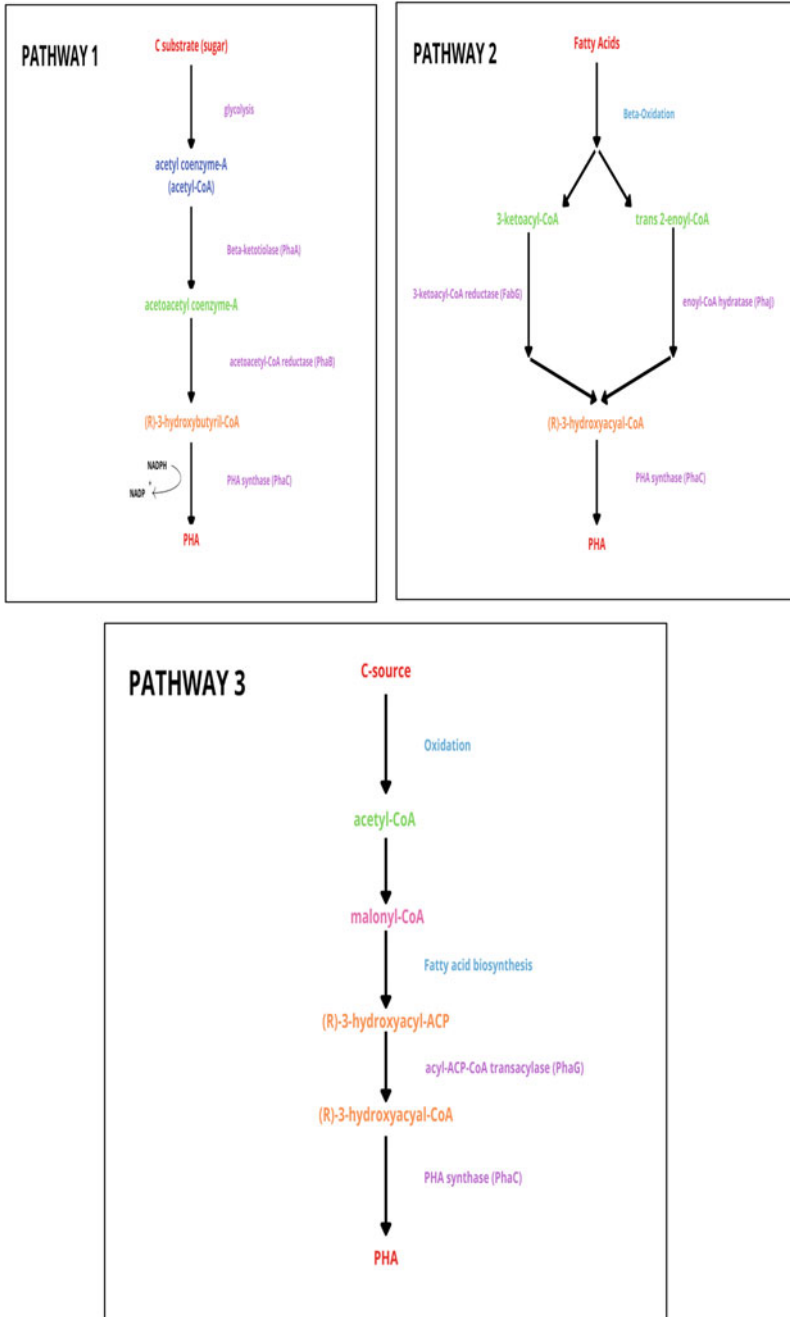 PATHWAY 1
C substrate (sugar)
glycolysis
acetyl coenzyme-A
(acetyl-CoA)
Beta-ketotiolase (PhaA)
acetoacetyl coenzyme-A
acetoacetyl-CoA reductase (PhaB)
(R)-3-hydroxybutyril-CoA
NADPH
+
NADP
PHA synthase (PhaC)
PHA
PATHWAY 2
Fatty Acids
Beta-Oxidation
3-ketoacyl-CoA
trans 2-enoyl-CoA
3-ketoacyl-CoA reductase (FabG)
enoyl-CoA hydratase (PhaJ)
(R)-3-hydroxyacyal-CoA
PHA synthase (PhaC)
PHA
PATHWAY 3
C-source
Oxidation
acetyl-CoA
malonyl-CoA
Fatty acid biosynthesis
(R)-3-hydroxyacyl-ACP
acyl-ACP-CoA transacylase (PhaG)
(R)-3-hydroxyacyal-CoA
PHA synthase (PhaC)
PHA